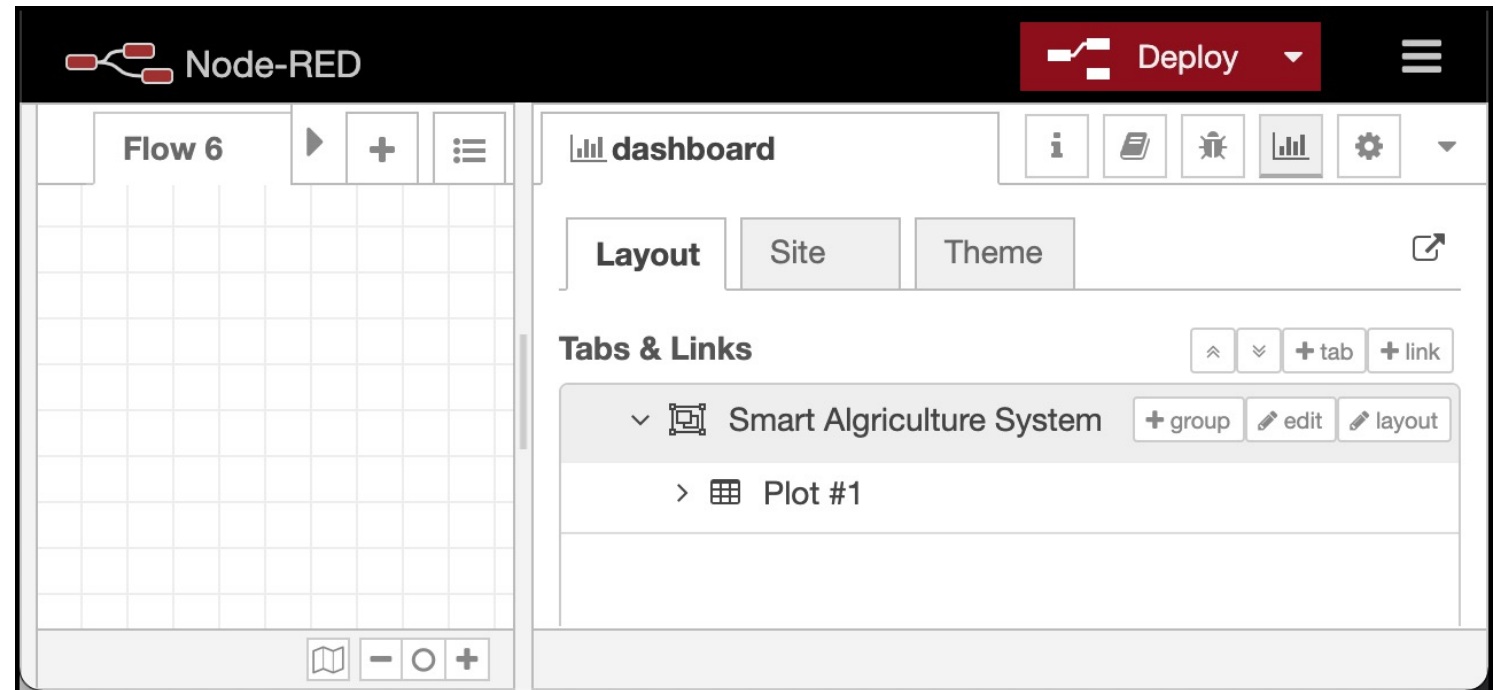 Node-RED Deploy
Flow 6 dashboard
Layout Site Theme
Tabs & Links tab link
Smart Algriculture System group edit layout
Plot #1